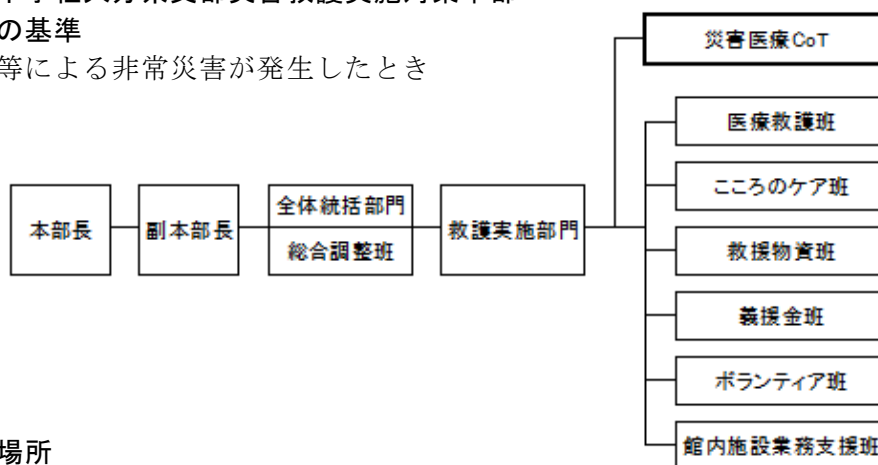 の基準
等による非常災害が発生したとき
災害医療CoT
医療救護班
こころのケア班
本部長
副本部長
全体統括部門
総合調整班
救護実施部門
救援物資班
義援金班
ボランティア班
館内施設業務支援班
場所